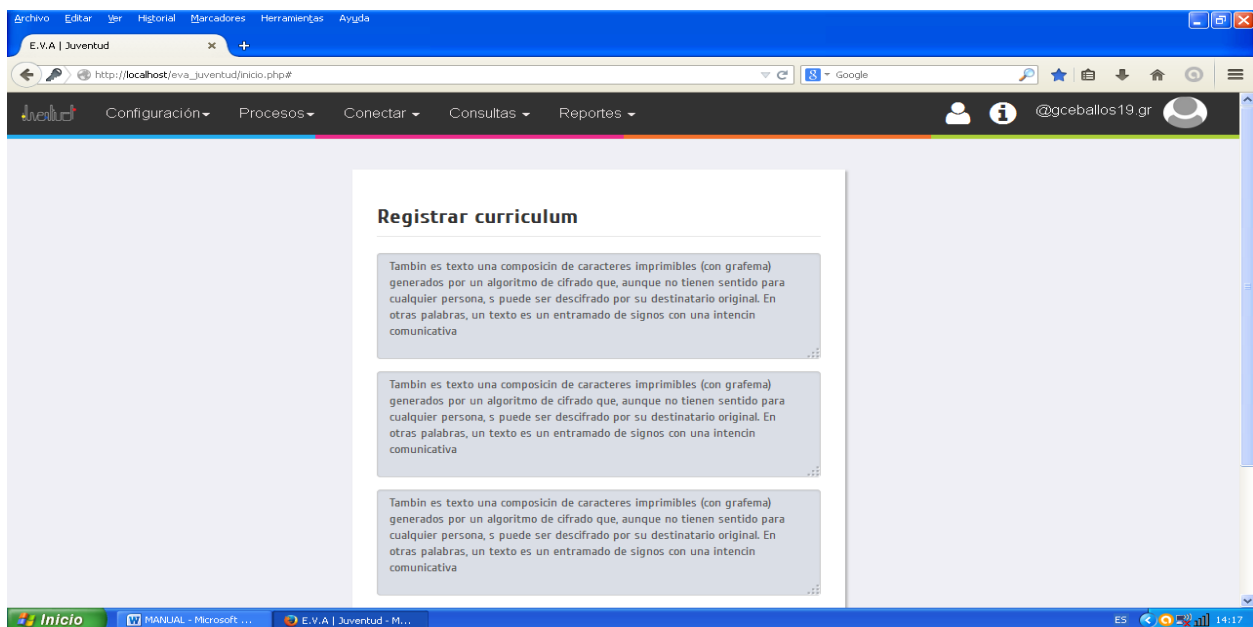 Archivo Editar Ver Historial Marcadores Herramientas Ayuda
E.V.A | Juventud
http://localhost/eva_juventud/inicio.php#
Google
Juventud Configuración Procesos Conectar Consultas Reportes @gceballos19.gr
Registrar curriculum
Tambin es texto una composicin de caracteres imprimibles (con grafema)
generados por un algoritmo de cifrado que, aunque no tienen sentido para
cualquier persona, s puede ser descifrado por su destinatario original. En
otras palabras, un texto es un entramado de signos con una intencin
comunicativa
Tambin es texto una composicin de caracteres imprimibles (con grafema)
generados por un algoritmo de cifrado que, aunque no tienen sentido para
cualquier persona, s puede ser descifrado por su destinatario original. En
otras palabras, un texto es un entramado de signos con una intencin
comunicativa
Tambin es texto una composicin de caracteres imprimibles (con grafema)
generados por un algoritmo de cifrado que, aunque no tienen sentido para
cualquier persona, s puede ser descifrado por su destinatario original. En
otras palabras, un texto es un entramado de signos con una intencin
comunicativa
Inicio MANUAL - Microsoft ... E.V.A | Juventud - M... ES 14:17